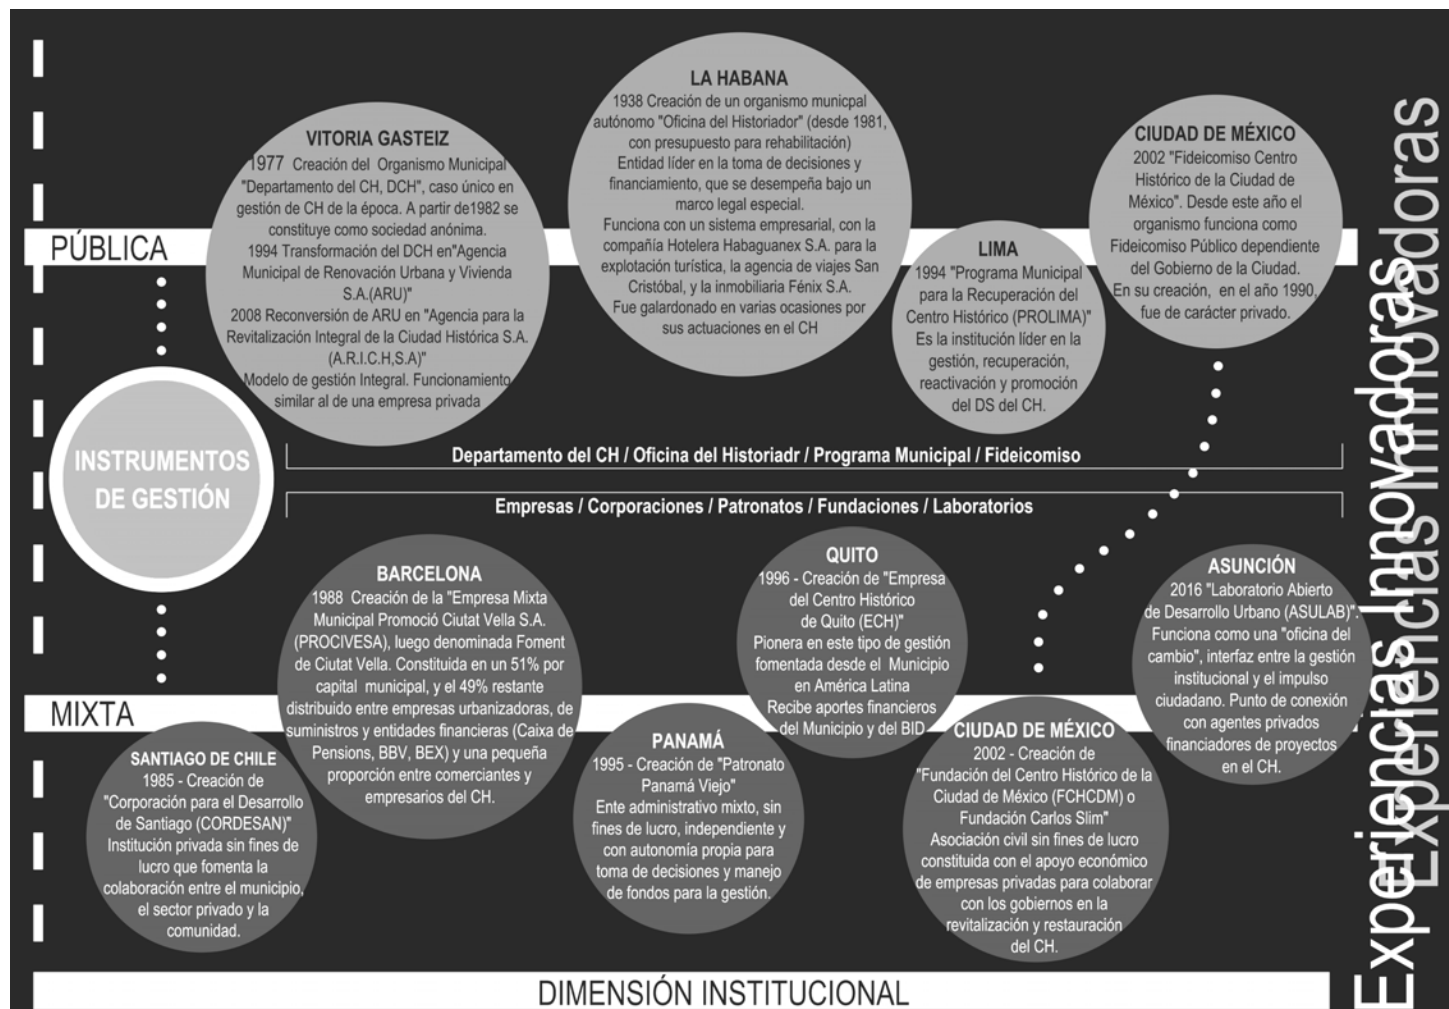 PÚBLICA
VITORIA GASTEIZ
1977 Creación del Organismo Municipal
"Departamento del CH, DCH", caso único en
gestión de CH de la época. A partir de1982 se
constituye como sociedad anónima.
1994 Transformación del DCH en"Agencia
Municipal de Renovación Urbana y Vivienda
S.A.(ARU)"
2008 Reconversión de ARU en "Agencia para la
Revitalización Integral de la Ciudad Histórica S.A.
(A.R.I.C.H,S.A)"
Modelo de gestión Integral. Funcionamiento
similar al de una empresa privada
LA HABANA
1938 Creación de un organismo municpal
autónomo "Oficina del Historiador" (desde 1981,
con presupuesto para rehabilitación)
Entidad líder en la toma de decisiones y
financiamiento, que se desempeña bajo un
marco legal especial.
Funciona con un sistema empresarial, con la
compañía Hotelera Habaguanex S.A. para la
explotación turística, la agencia de viajes San
Cristóbal, y la inmobiliaria Fénix S.A.
Fue galardonado en varias ocasiones por
sus actuaciones en el CH
LIMA
1994 "Programa Municipal
para la Recuperación del
Centro Histórico (PROLIMA)"
Es la institución líder en la
gestión, recuperación,
reactivación y promoción
del DS del CH.
CIUDAD DE MÉXICO
2002 "Fideicomiso Centro
Histórico de la Ciudad de
México". Desde este año el
organismo funciona como
Fideicomiso Público dependiente
del Gobierno de la Ciudad.
En su creación, en el año 1990,
fue de carácter privado.
INSTRUMENTOS
DE GESTIÓN
Departamento del CH / Oficina del Historiadr / Programa Municipal / Fideicomiso
Empresas / Corporaciones / Patronatos / Fundaciones / Laboratorios
MIXTA
SANTIAGO DE CHILE
1985 - Creación de
"Corporación para el Desarrollo
de Santiago (CORDESAN)"
Institución privada sin fines de
lucro que fomenta la
colaboración entre el municipio,
el sector privado y la
comunidad.
BARCELONA
1988 Creación de la "Empresa Mixta
Municipal Promoció Ciutat Vella S.A.
(PROCIVESA), luego denominada Foment
de Ciutat Vella. Constituida en un 51% por
capital municipal, y el 49% restante
distribuido entre empresas urbanizadoras, de
suministros y entidades financieras (Caixa de
Pensions, BBV, BEX) y una pequeña
proporción entre comerciantes y
empresarios del CH.
PANAMÁ
1995 - Creación de "Patronato
Panamá Viejo"
Ente administrativo mixto, sin
fines de lucro, independiente y
con autonomía propia para
toma de decisiones y manejo
de fondos para la gestión.
QUITO
1996 - Creación de "Empresa
del Centro Histórico
de Quito (ECH)"
Pionera en este tipo de gestión
fomentada desde el Municipio
en América Latina
Recibe aportes financieros
del Municipio y del BID
CIUDAD DE MÉXICO
2002 - Creación de
"Fundación del Centro Histórico de la
Ciudad de México (FCHCDM) o
Fundación Carlos Slim"
Asociación civil sin fines de lucro
constituida con el apoyo económico
de empresas privadas para colaborar
con los gobiernos en la
revitalización y restauración
del CH.
ASUNCIÓN
2016 "Laboratorio Abierto
de Desarrollo Urbano (ASULAB)".
Funciona como una "oficina del
cambio", interfaz entre la gestión
institucional y el impulso
ciudadano. Punto de conexión
con agentes privados
financiadores de proyectos
en el CH.
Experiencias Innovadoras
Experiencias Innovadoras
DIMENSIÓN INSTITUCIONAL